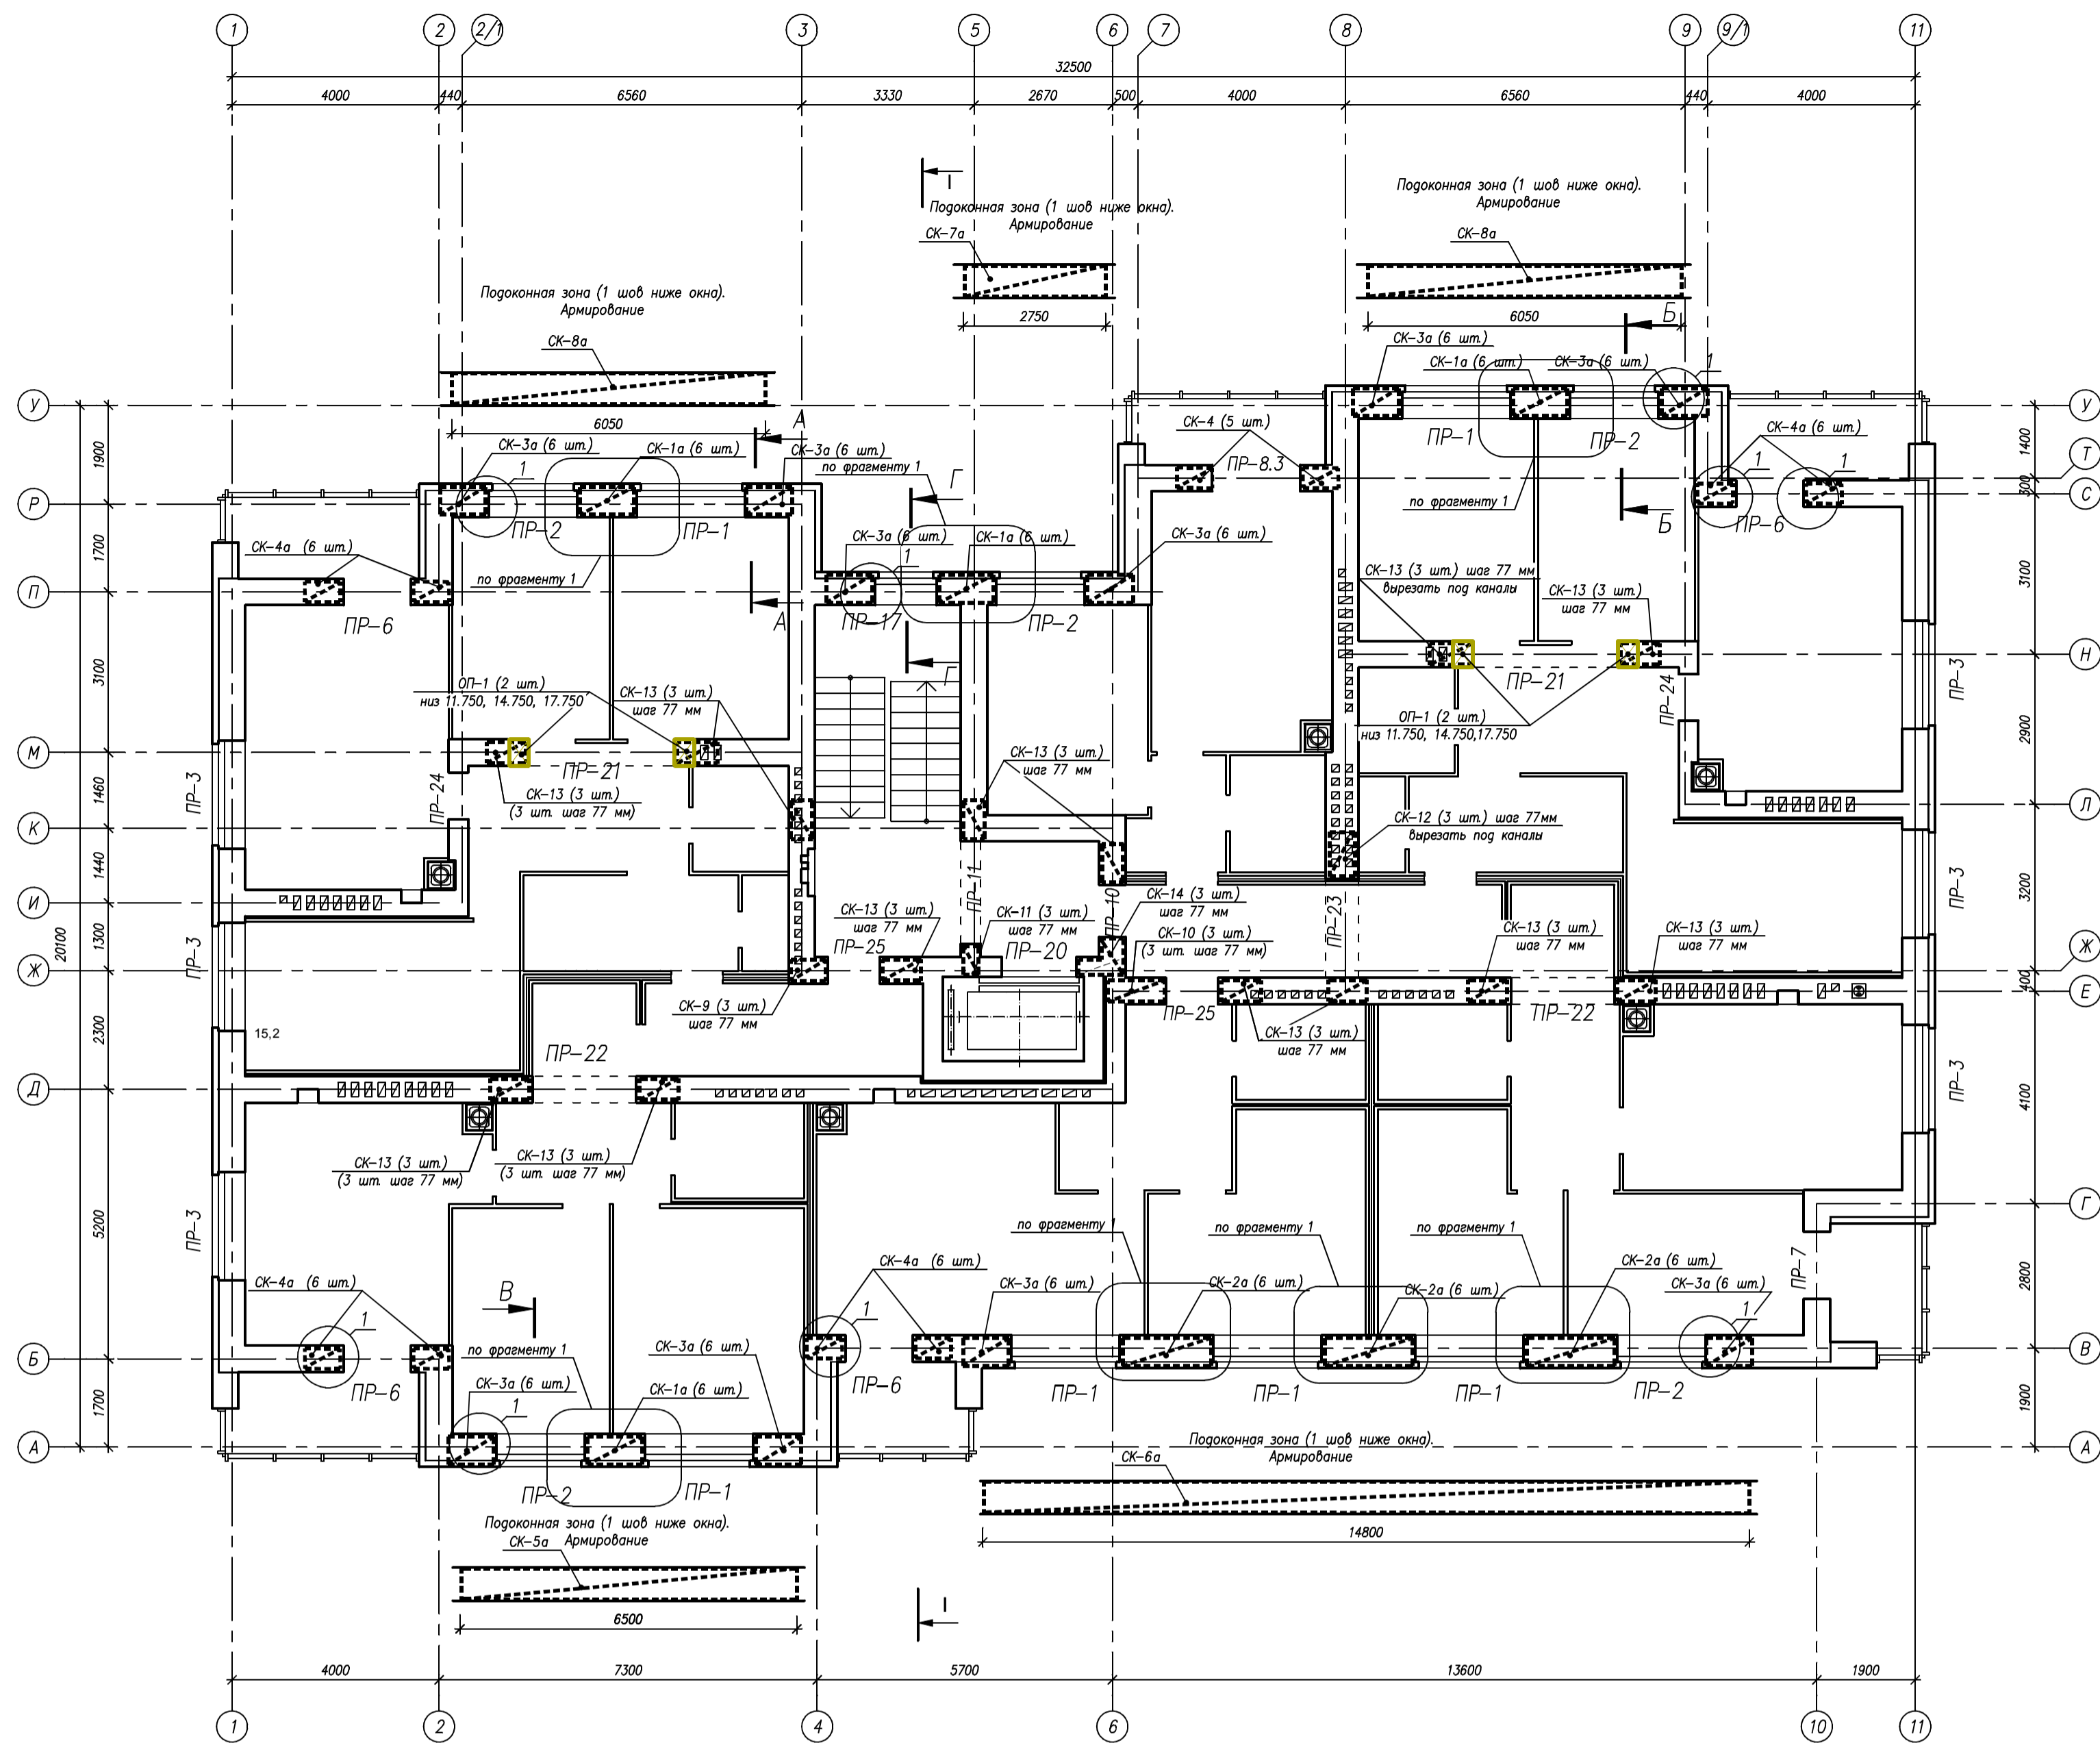 1 2 2/1 3 5 6 7 8 9 9/1 11
32500
4000 440 6560 3330 2670 500 4000 6560 440 4000
I
Подоконная зона (1 шов ниже окна).
Армирование
СК-8а
Подоконная зона (1 шов ниже окна).
Армирование
СК-7а
2750
6050
Б
Подоконная зона (1 шов ниже окна).
Армирование
СК-8а
6050
А
СК-3а (6 шт.)
СК-1а (6 шт.)
СК-3а (6 шт.)
1
У
У
СК-3а (6 шт.)
1
СК-1а (6 шт.)
СК-3а (6 шт.)
по фрагменту 1
Г
СК-4 (5 шт.)
ПР-8.3
ПР-1
ПР-2
СК-4а (6 шт.)
1
1
Т
С
Р
ПР-2
ПР-1
по фрагменту 1
Б
ПР-6
СК-4а (6 шт.)
по фрагменту 1
СК-3а (6 шт.)
1
СК-1а (6 шт.)
СК-3а (6 шт.)
П
ПР-6
А
ПР-17
ПР-2
Г
СК-13 (3 шт.) шаг 77 мм
вырезать под каналы
СК-13 (3 шт.)
шаг 77 мм
Н
ПР-21
ПР-24
ПР-3
ОП-1 (2 шт.)
низ 11.750, 14.750, 17.750
СК-13 (3 шт.)
шаг 77 мм
ОП-1 (2 шт.)
низ 11.750, 14.750,17.750
М
ПР-3
ПР-24
ПР-21
СК-13 (3 шт.)
(3 шт. шаг 77 мм)
СК-13 (3 шт.)
шаг 77 мм
Л
К
СК-12 (3 шт.) шаг 77мм
вырезать под каналы
И
ПР-3
ПР-11
ПР-10
ПР-23
ПР-3
СК-13 (3 шт.)
шаг 77 мм
СК-11 (3 шт.)
шаг 77 мм
СК-14 (3 шт.)
шаг 77 мм
СК-10 (3 шт.)
(3 шт. шаг 77 мм)
СК-13 (3 шт.)
шаг 77 мм
СК-13 (3 шт.)
шаг 77 мм
Ж
ПР-25
ПР-20
Ж
Е
СК-9 (3 шт.)
шаг 77 мм
ПР-25
СК-13 (3 шт.)
шаг 77 мм
ПР-22
15,2
ПР-22
ПР-3
Д
СК-13 (3 шт.)
(3 шт. шаг 77 мм)
СК-13 (3 шт.)
(3 шт. шаг 77 мм)
Г
ПР-3
по фрагменту 1
по фрагменту 1
по фрагменту 1
ПР-7
СК-4а (6 шт.)
1
В
СК-4а (6 шт.)
1
СК-3а (6 шт.)
СК-2а (6 шт.)
СК-2а (6 шт.)
СК-2а (6 шт.)
СК-3а (6 шт.)
1
Б
В
ПР-6
по фрагменту 1
СК-3а (6 шт.)
СК-3а (6 шт.)
1
СК-1а (6 шт.)
ПР-6
ПР-1
ПР-1
ПР-1
ПР-2
А
А
ПР-2
ПР-1
Подоконная зона (1 шов ниже окна).
Армирование
СК-6а
14800
Подоконная зона (1 шов ниже окна).
Армирование
СК-5а
6500
I
20100
1900
1700
3100
1460
1440
1300
2300
5200
1700
1400
300
3100
2900
3200
400
4100
2800
1900
4000 7300 5700 13600 1900
1 2 4 6 10 11